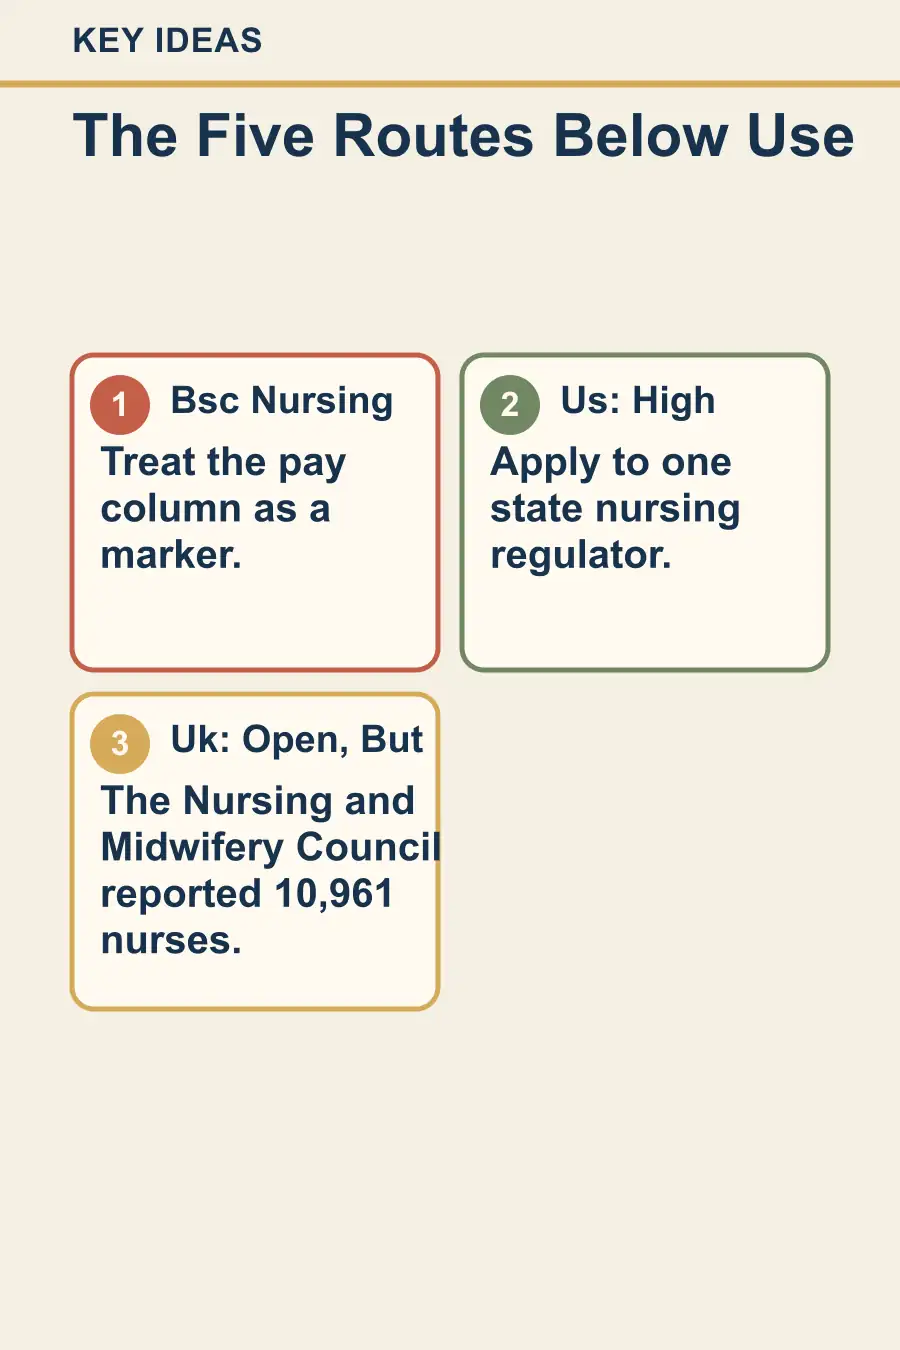 KEY IDEAS
The Five Routes Below Use
1 Bsc Nursing
Treat the pay
column as a
marker.
2 Us: High
Apply to one
state nursing
regulator.
3 Uk: Open, But
The Nursing and
Midwifery Council
reported 10,961
nurses.